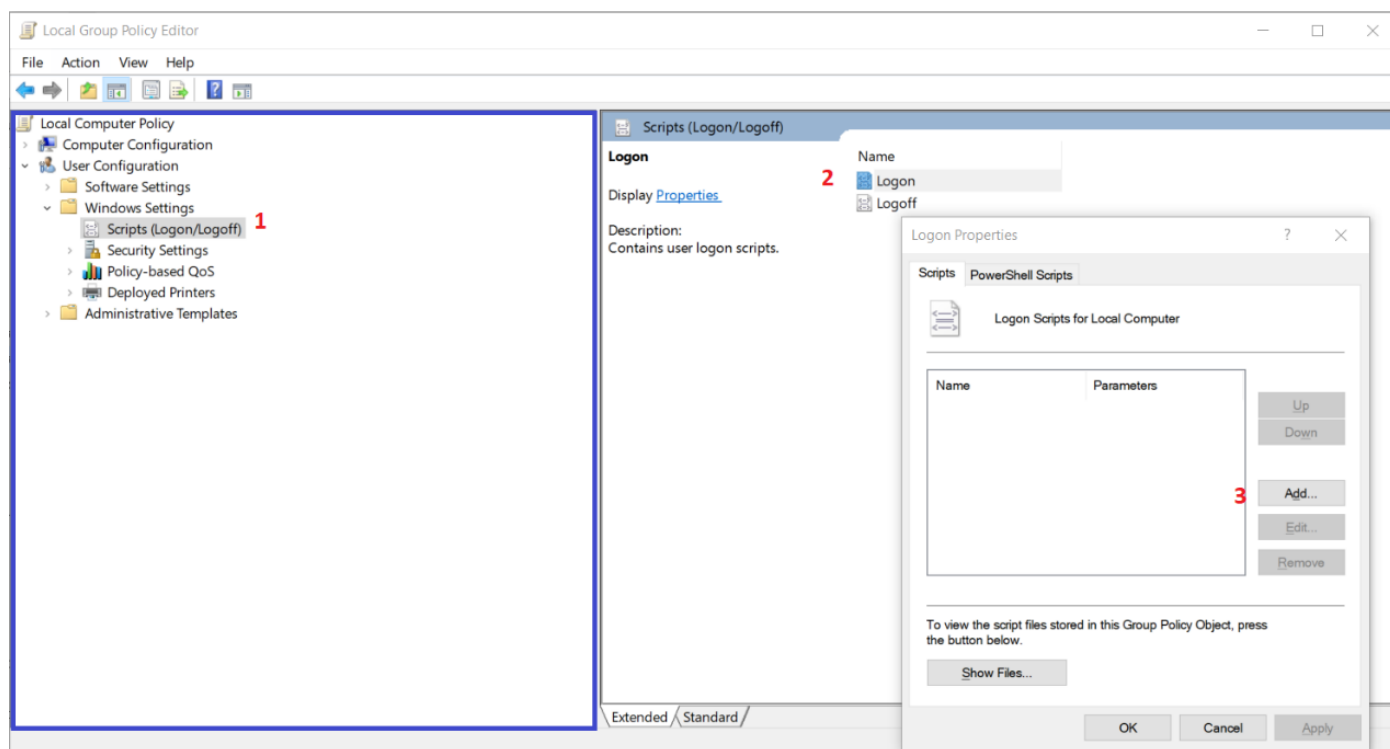 Local Group Policy Editor
File Action View Help
Local Computer Policy
Computer Configuration
User Configuration
Software Settings
Windows Settings
Scripts (Logon/Logoff) 1
Security Settings
Policy-based QoS
Deployed Printers
Administrative Templates
Scripts (Logon/Logoff)
Logon
Display Properties
Description:
Contains user logon scripts.
Name
2 Logon
Logoff
Logon Properties ?
Scripts PowerShell Scripts
Logon Scripts for Local Computer
Name Parameters
Up
Down
3 Add...
Edit...
Remove
To view the script files stored in this Group Policy Object, press
the button below.
Show Files...
OK Cancel Apply
Extended Standard